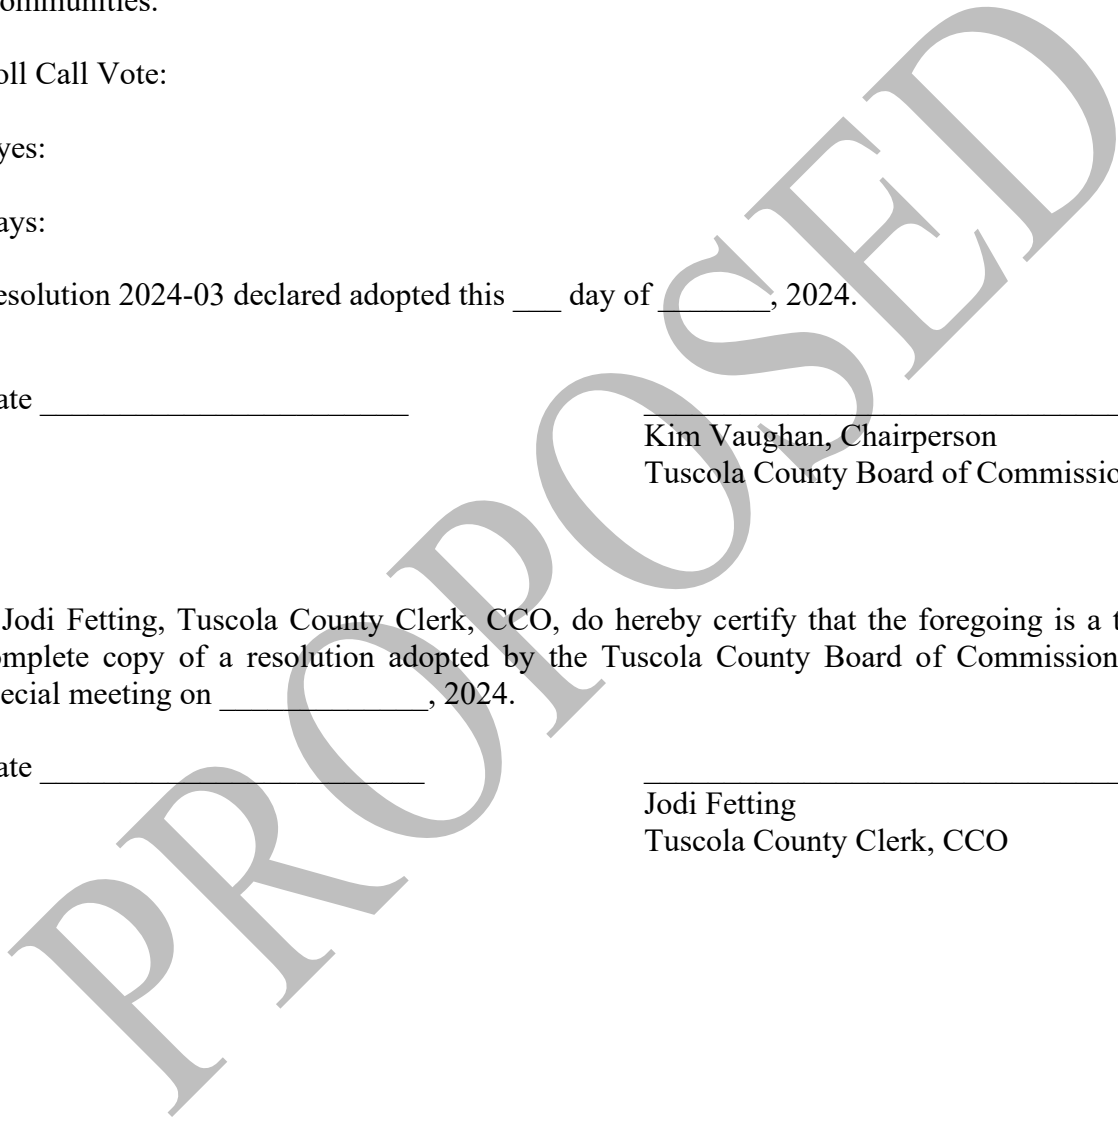 ommunities.
oll Call Vote:
yes:
ays:
esolution 2024-03 declared adopted this ___ day of _______, 2024.
ate _______________________
Kim Vaughan, Chairperson
Tuscola County Board of Commissio
Jodi Fetting, Tuscola County Clerk, CCO, do hereby certify that the foregoing is a t
omplete copy of a resolution adopted by the Tuscola County Board of Commission
ecial meeting on _____________, 2024.
ate ________________________
Jodi Fetting
Tuscola County Clerk, CCO
PROPOSED